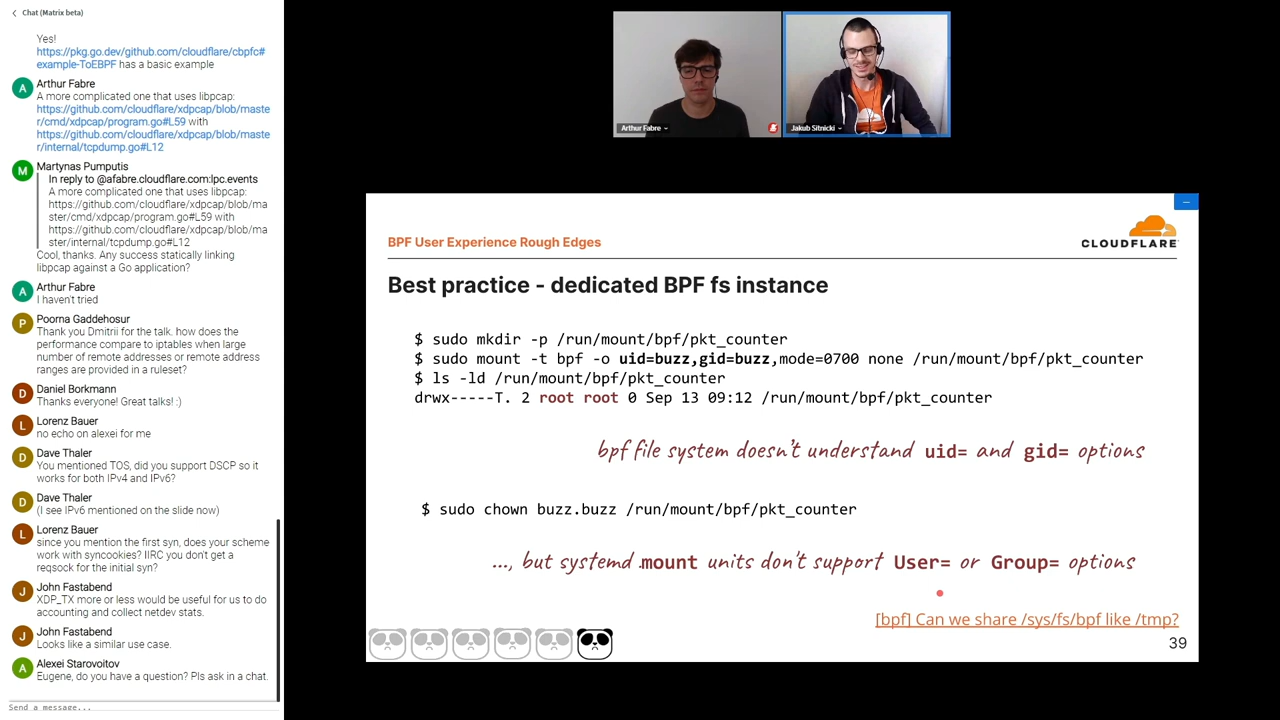 Chat (Matrix beta)
Yes!
https://pkg.go.dev/github.com/cloudflare/cbpfc#
example-ToEBPF has a basic example
Arthur Fabre
A
A more complicated one that uses libpcap:
https://github.com/cloudflare/xdpcap/blob/maste
r/cmd/xdpcap/program.go#L59 with
https://github.com/cloudflare/xdpcap/blob/maste
r/internal/tcpdump.go#L12
Martynas Pumputis
M
In reply to @afabre.cloudflare.com:lpc.events
A more complicated one that uses libpcap:
https://github.com/cloudflare/xdpcap/blob/ma
ster/cmd/xdpcap/program.go#L59 with
https://github.com/cloudflare/xdpcap/blob/ma
ster/internal/tcpdump.go#L12
Cool, thanks. Any success statically linking
libpcap against a Go application?
Arthur Fabre
A
I haven't tried
Poorna Gaddehosur
P
Thank you Dmitrii for the talk. how does the
performance compare to iptables when large
number of remote addresses or remote address
ranges are provided in a ruleset?
Daniel Borkmann
D
Thanks everyone! Great talks! :)
Lorenz Bauer
L
no echo on alexei for me
Dave Thaler
D
You mentioned TOS, did you support DSCP so it
works for both IPv4 and IPv6?
Dave Thaler
D
(I see IPv6 mentioned on the slide now)
Lorenz Bauer
L
since you mention the first syn, does your scheme
work with syncookies? IIRC you don't get a
reqsock for the initial syn?
John Fastabend
J
XDP_TX more or less would be useful for us to do
accounting and collect netdev stats.
John Fastabend
J
Looks like a similar use case.
Alexei Starovoitov
A
Eugene, do you have a question? Pls ask in a chat.
Send a message...
Arthur Fabre
Jakub Sitnicki
BPF User Experience Rough Edges
CLOUDFLARE
Best practice - dedicated BPF fs instance
$ sudo mkdir -p /run/mount/bpf/pkt_counter
$ sudo mount -t bpf -o uid=buzz,gid=buzz,mode=0700 none /run/mount/bpf/pkt_counter
$ ls -ld /run/mount/bpf/pkt_counter
drwx-----T. 2 root root 0 Sep 13 09:12 /run/mount/bpf/pkt_counter
bpf file system doesn't understand uid= and gid= options
$ sudo chown buzz.buzz /run/mount/bpf/pkt_counter
..., but systemd .mount units don't support User= or Group= options
[bpf] Can we share /sys/fs/bpf like /tmp?
39